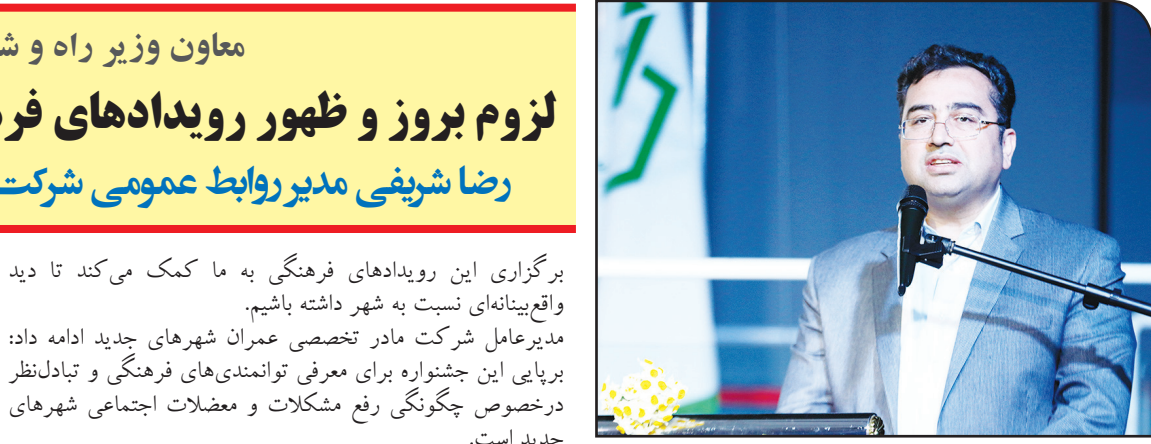 معاون وزیر راه و
لزوم بروز و ظهور رویدادهای
رضا شریفی مدیر روابط عمومی شرکت
برگزاری این رویدادهای فرهنگی به ما کمک می‌کند تا دید
واقع‌بینانه‌ای نسبت به شهر داشته باشیم.
مدیرعامل شرکت مادر تخصصی عمران شهرهای جدید ادامه داد:
برپایی این جشنواره برای معرفی توانمندی‌های فرهنگی و تبادل‌نظر
درخصوص چگونگی رفع مشکلات و معضلات اجتماعی شهرهای
جدید است.